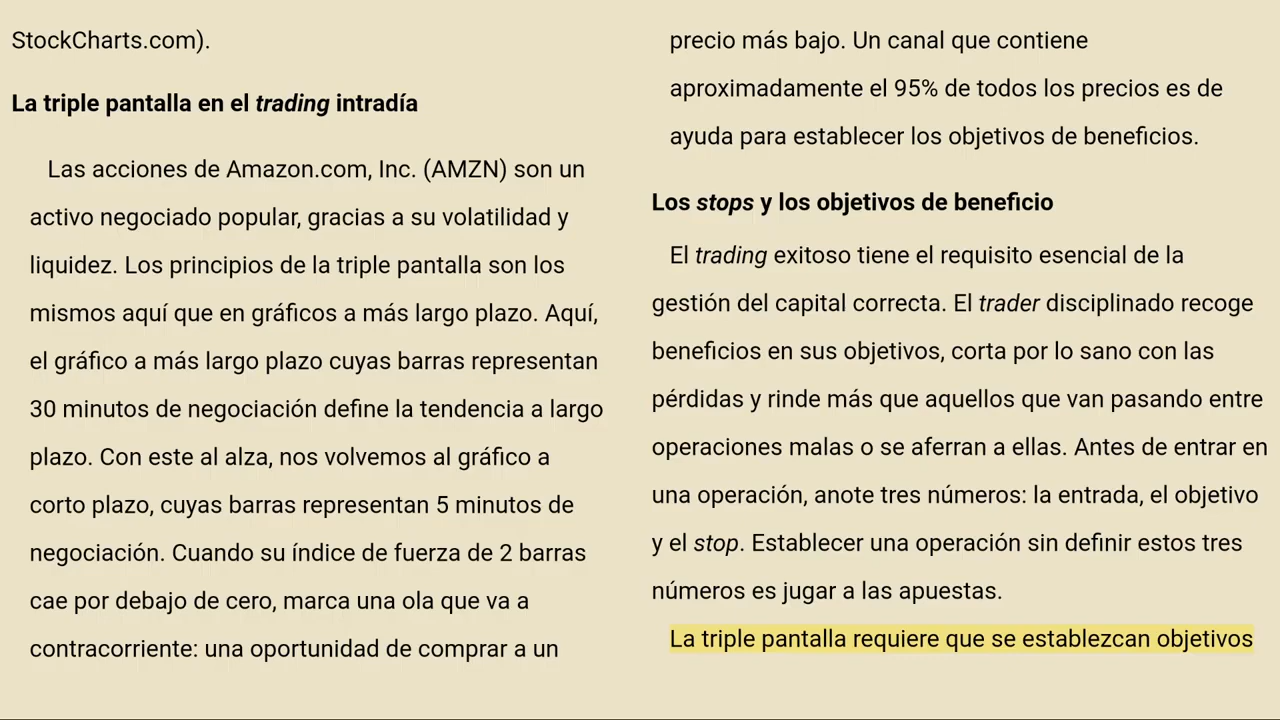 StockCharts.com).
La triple pantalla en el trading intradía
Las acciones de Amazon.com, Inc. (AMZN) son un
activo negociado popular, gracias a su volatilidad y
liquidez. Los principios de la triple pantalla son los
mismos aquí que en gráficos a más largo plazo. Aquí,
el gráfico a más largo plazo cuyas barras representan
30 minutos de negociación define la tendencia a largo
plazo. Con este al alza, nos volvemos al gráfico a
corto plazo, cuyas barras representan 5 minutos de
negociación. Cuando su índice de fuerza de 2 barras
cae por debajo de cero, marca una ola que va a
contracorriente: una oportunidad de comprar a un
precio más bajo. Un canal que contiene
aproximadamente el 95% de todos los precios es de
ayuda para establecer los objetivos de beneficios.
Los stops y los objetivos de beneficio
El trading exitoso tiene el requisito esencial de la
gestión del capital correcta. El trader disciplinado recoge
beneficios en sus objetivos, corta por lo sano con las
pérdidas y rinde más que aquellos que van pasando entre
operaciones malas o se aferran a ellas. Antes de entrar en
una operación, anote tres números: la entrada, el objetivo
y el stop. Establecer una operación sin definir estos tres
números es jugar a las apuestas.
La triple pantalla requiere que se establezcan objetivos